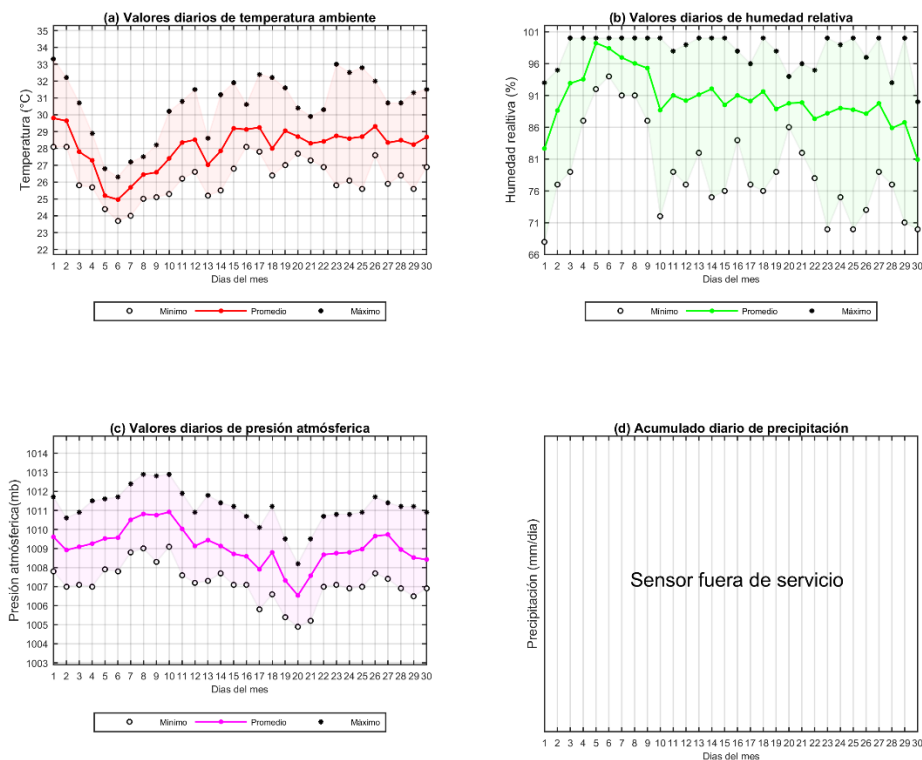 (a) Valores diarios de temperatura ambiente
Temperatura (°C)
35
34
33
32
31
30
29
28
27
26
25
24
23
22
1 2 3 4 5 6 7 8 9 10 11 12 13 14 15 16 17 18 19 20 21 22 23 24 25 26 27 28 29 30
Dias del mes
Mínimo Promedio Máximo
(b) Valores diarios de humedad relativa
Humedad realtiva (%)
101
96
91
86
81
76
71
66
1 2 3 4 5 6 7 8 9 10 11 12 13 14 15 16 17 18 19 20 21 22 23 24 25 26 27 28 29 30
Dias del mes
Mínimo Promedio Máximo
(c) Valores diarios de presión atmósferica
Presión atmósferica(mb)
1014
1013
1012
1011
1010
1009
1008
1007
1006
1005
1004
1003
1 2 3 4 5 6 7 8 9 10 11 12 13 14 15 16 17 18 19 20 21 22 23 24 25 26 27 28 29 30
Dias del mes
Mínimo Promedio Máximo
(d) Acumulado diario de precipitación
Precipitación (mm/dia)
Sensor fuera de servicio
1 2 3 4 5 6 7 8 9 10 11 12 13 14 15 16 17 18 19 20 21 22 23 24 25 26 27 28 29 30
Dias del mes